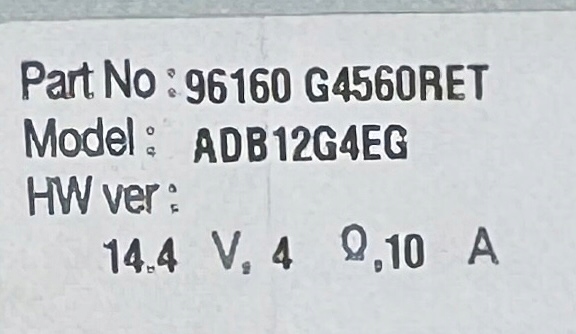 Part No : 96160 G4560RET
Model : ADB12G4EG
HW ver :
14.4 V, 4 Ω,10 A